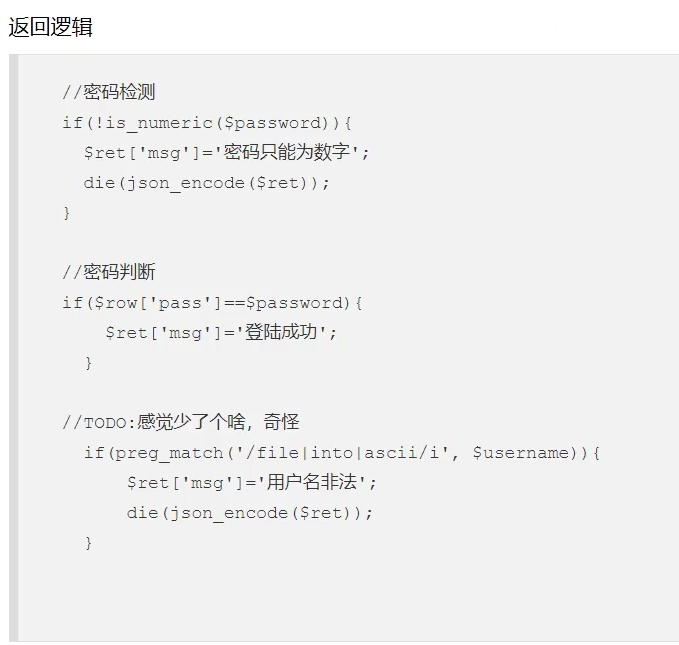 返回逻辑
//密码检测
if(!is_numeric($password)){
$ret['msg']='密码只能为数字';
die(json_encode($ret));
}
//密码判断
if($row['pass']==$password){
$ret['msg']='登陆成功';
}
//TODO:感觉少了个啥，奇怪
if(preg_match('/file|into|ascii/i', $username)){
$ret['msg']='用户名非法';
die(json_encode($ret));
}